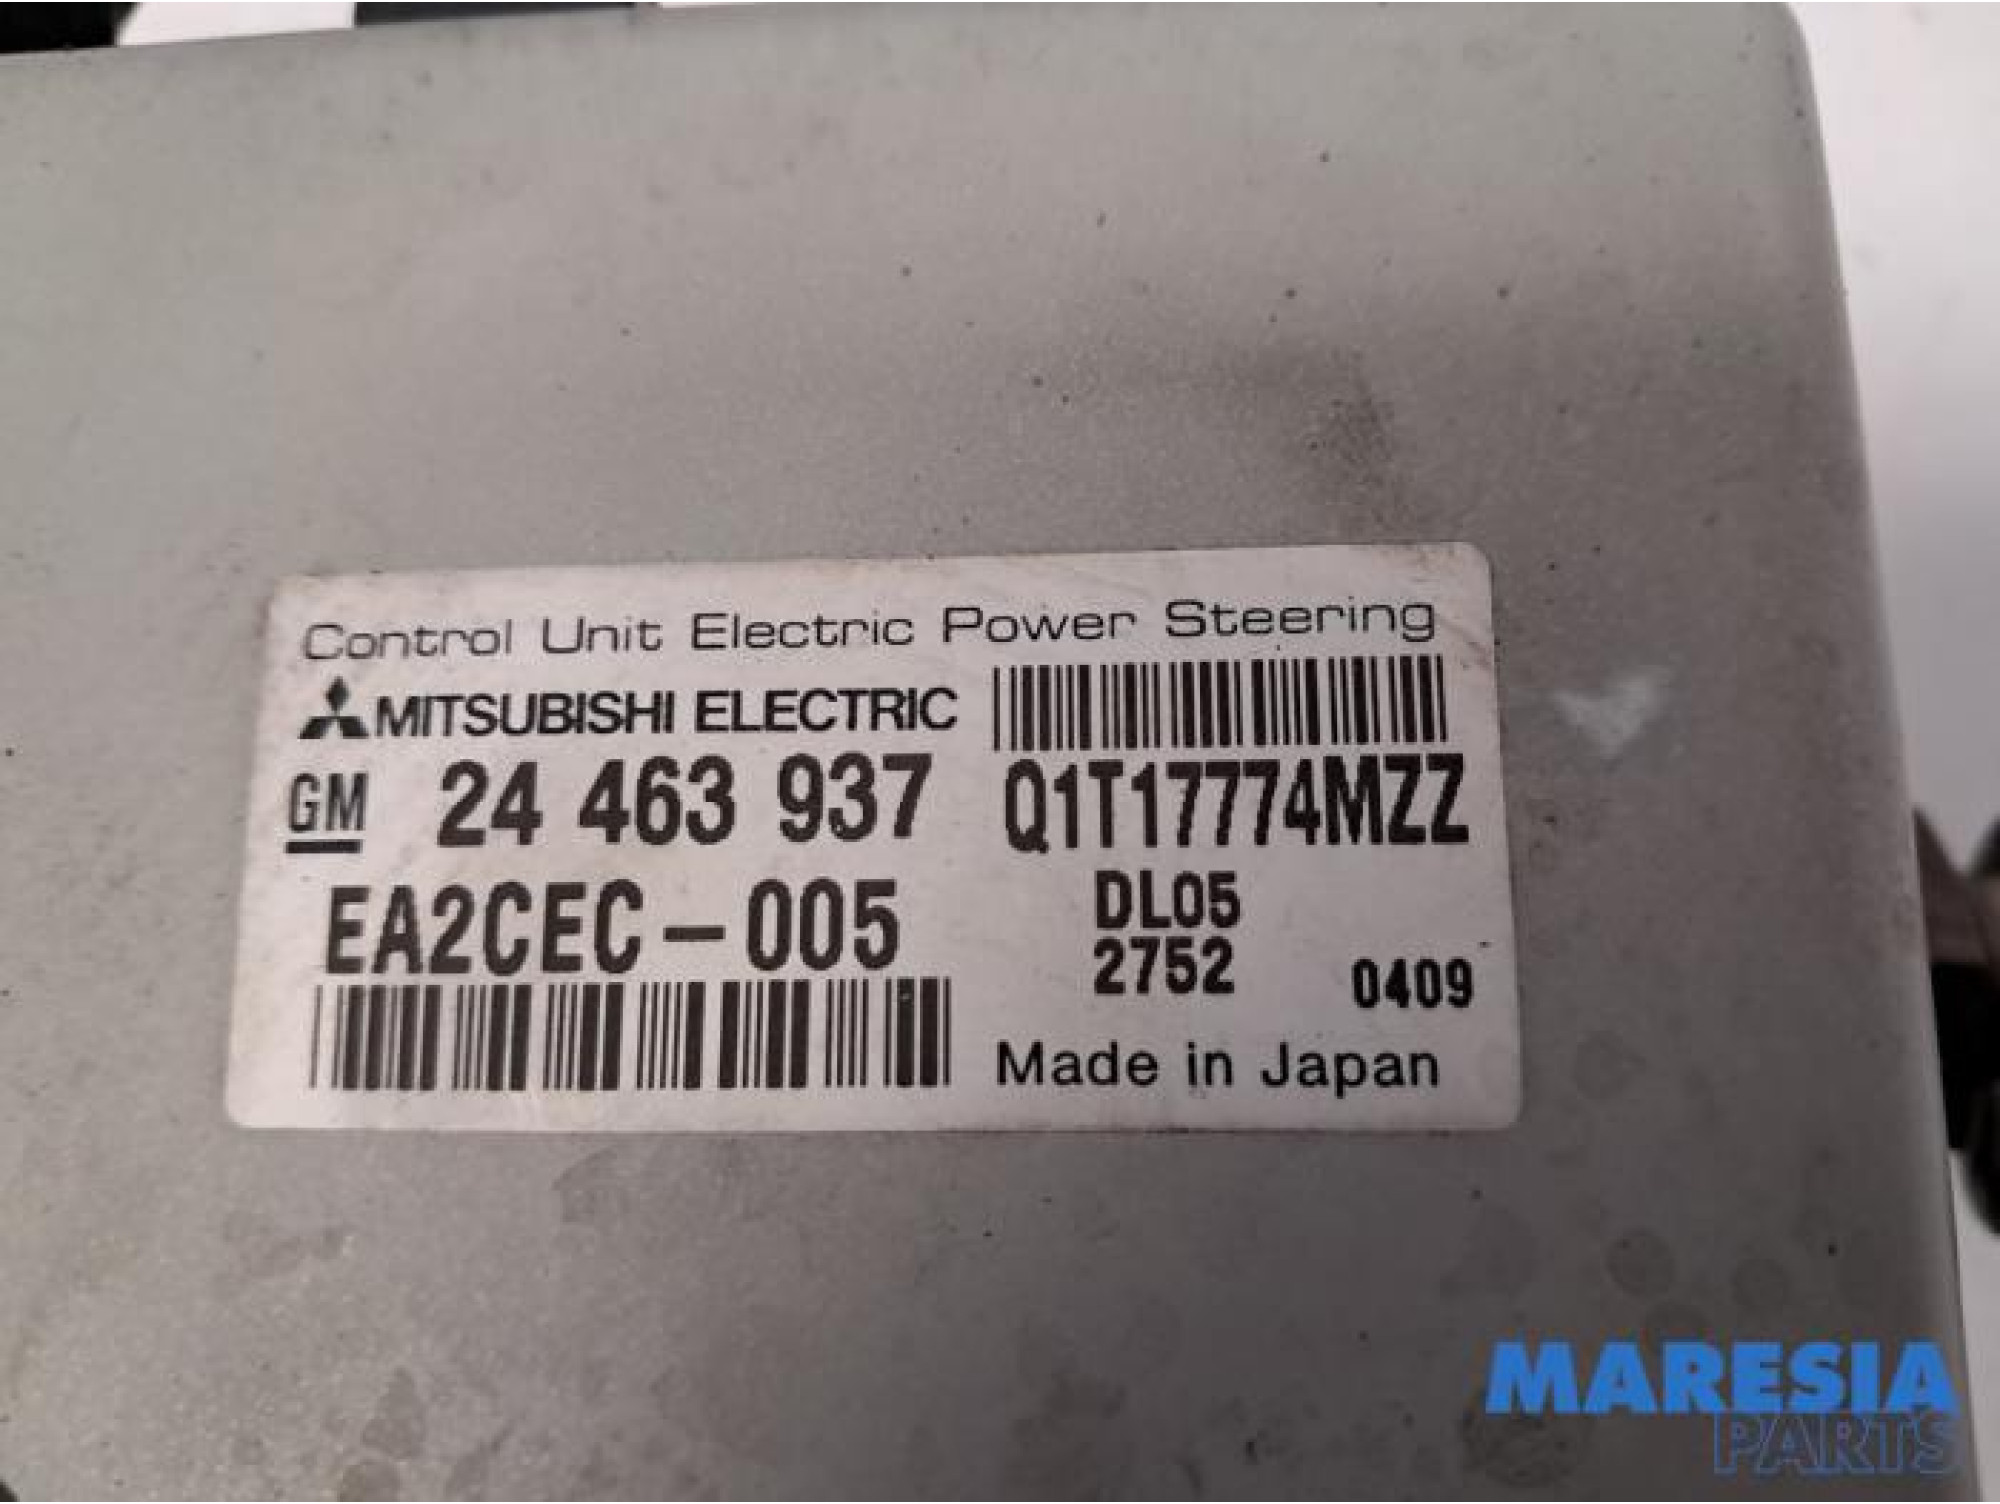 Control Unit Electric Power Steering
MITSUBISHI ELECTRIC
GM 24 463 937 Q1T17774MZZ
EA2CEC-005 DL05
2752 0409
Made in Japan
MARESIA
PARTS